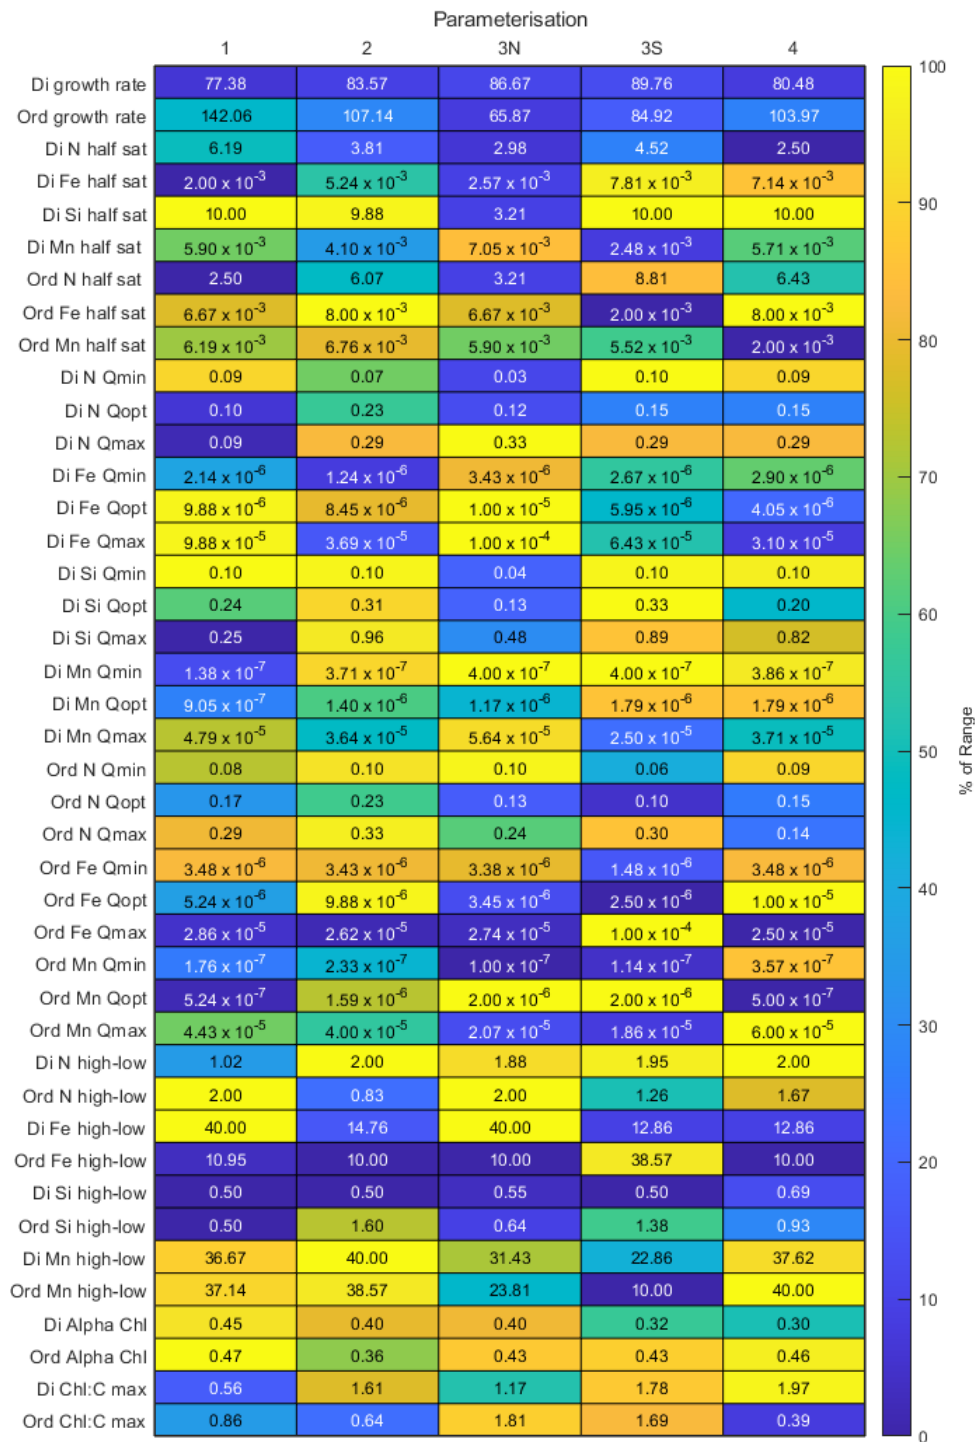 Parameterisation
1 2 3N 3S 4
Di growth rate 77.38 83.57 86.67 89.76 80.48
Ord growth rate 142.06 107.14 65.87 84.92 103.97
Di N half sat 6.19 3.81 2.98 4.52 2.50
Di Fe half sat 2.00 x 10^-3 5.24 x 10^-3 2.57 x 10^-3 7.81 x 10^-3 7.14 x 10^-3
Di Si half sat 10.00 9.88 3.21 10.00 10.00
Di Mn half sat 5.90 x 10^-3 4.10 x 10^-3 7.05 x 10^-3 2.48 x 10^-3 5.71 x 10^-3
Ord N half sat 2.50 6.07 3.21 8.81 6.43
Ord Fe half sat 6.67 x 10^-3 8.00 x 10^-3 6.67 x 10^-3 2.00 x 10^-3 8.00 x 10^-3
Ord Mn half sat 6.19 x 10^-3 6.76 x 10^-3 5.90 x 10^-3 5.52 x 10^-3 2.00 x 10^-3
Di N Qmin 0.09 0.07 0.03 0.10 0.09
Di N Qopt 0.10 0.23 0.12 0.15 0.15
Di N Qmax 0.09 0.29 0.33 0.29 0.29
Di Fe Qmin 2.14 x 10^-6 1.24 x 10^-6 3.43 x 10^-6 2.67 x 10^-6 2.90 x 10^-6
Di Fe Qopt 9.88 x 10^-6 8.45 x 10^-6 1.00 x 10^-5 5.95 x 10^-6 4.05 x 10^-6
Di Fe Qmax 9.88 x 10^-5 3.69 x 10^-5 1.00 x 10^-4 6.43 x 10^-5 3.10 x 10^-5
Di Si Qmin 0.10 0.10 0.04 0.10 0.10
Di Si Qopt 0.24 0.31 0.13 0.33 0.20
Di Si Qmax 0.25 0.96 0.48 0.89 0.82
Di Mn Qmin 1.38 x 10^-7 3.71 x 10^-7 4.00 x 10^-7 4.00 x 10^-7 3.86 x 10^-7
Di Mn Qopt 9.05 x 10^-7 1.40 x 10^-6 1.17 x 10^-6 1.79 x 10^-6 1.79 x 10^-6
Di Mn Qmax 4.79 x 10^-5 3.64 x 10^-5 5.64 x 10^-5 2.50 x 10^-5 3.71 x 10^-5
Ord N Qmin 0.08 0.10 0.10 0.06 0.09
Ord N Qopt 0.17 0.23 0.13 0.10 0.15
Ord N Qmax 0.29 0.33 0.24 0.30 0.14
Ord Fe Qmin 3.48 x 10^-6 3.43 x 10^-6 3.38 x 10^-6 1.48 x 10^-6 3.48 x 10^-6
Ord Fe Qopt 5.24 x 10^-6 9.88 x 10^-6 3.45 x 10^-6 2.50 x 10^-6 1.00 x 10^-5
Ord Fe Qmax 2.86 x 10^-5 2.62 x 10^-5 2.74 x 10^-5 1.00 x 10^-4 2.50 x 10^-5
Ord Mn Qmin 1.76 x 10^-7 2.33 x 10^-7 1.00 x 10^-7 1.14 x 10^-7 3.57 x 10^-7
Ord Mn Qopt 5.24 x 10^-7 1.59 x 10^-6 2.00 x 10^-6 2.00 x 10^-6 5.00 x 10^-7
Ord Mn Qmax 4.43 x 10^-5 4.00 x 10^-5 2.07 x 10^-5 1.86 x 10^-5 6.00 x 10^-5
Di N high-low 1.02 2.00 1.88 1.95 2.00
Ord N high-low 2.00 0.83 2.00 1.26 1.67
Di Fe high-low 40.00 14.76 40.00 12.86 12.86
Ord Fe high-low 10.95 10.00 10.00 38.57 10.00
Di Si high-low 0.50 0.50 0.55 0.50 0.69
Ord Si high-low 0.50 1.60 0.64 1.38 0.93
Di Mn high-low 36.67 40.00 31.43 22.86 37.62
Ord Mn high-low 37.14 38.57 23.81 10.00 40.00
Di Alpha Chl 0.45 0.40 0.40 0.32 0.30
Ord Alpha Chl 0.47 0.36 0.43 0.43 0.46
Di Chl:C max 0.56 1.61 1.17 1.78 1.97
Ord Chl:C max 0.86 0.64 1.81 1.69 0.39
100
90
80
70
60
50
40
30
20
10
0
% of Range